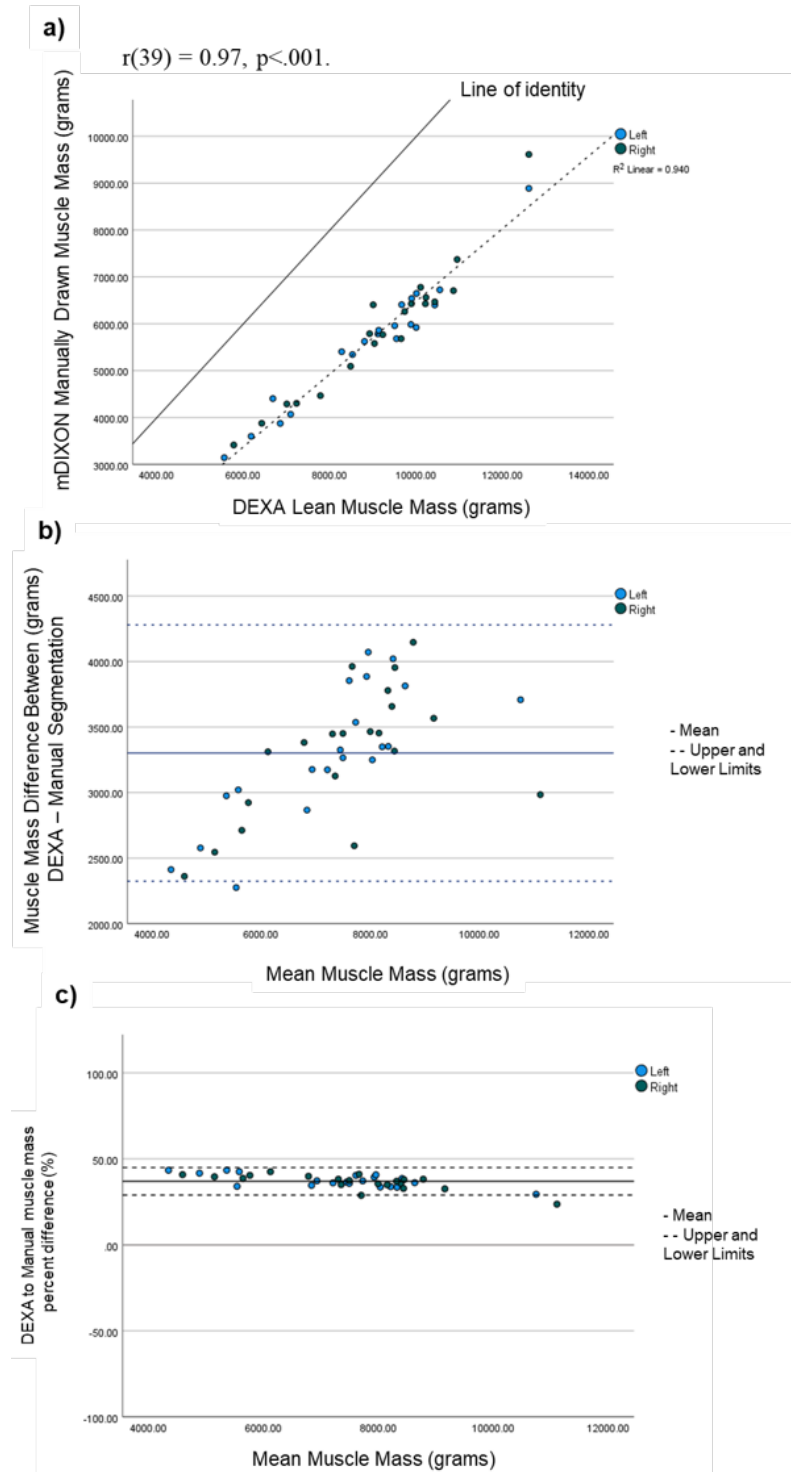 a)
r(39) = 0.97, p<.001.
Line of identity
mDIXON Manually Drawn Muscle Mass (grams)
10000.00
9000.00
8000.00
7000.00
6000.00
5000.00
4000.00
3000.00
Left
Right
R² Linear = 0.940
4000.00 6000.00 8000.00 10000.00 12000.00 14000.00
DEXA Lean Muscle Mass (grams)
b)
Muscle Mass Difference Between (grams)
DEXA – Manual Segmentation
4500.00
4000.00
3500.00
3000.00
2500.00
2000.00
Left
Right
- Mean
- - Upper and
Lower Limits
4000.00 6000.00 8000.00 10000.00 12000.00
Mean Muscle Mass (grams)
c)
DEXA to Manual muscle mass
percent difference (%)
100.00
50.00
.00
-50.00
-100.00
Left
Right
- Mean
- - Upper and
Lower Limits
4000.00 6000.00 8000.00 10000.00 12000.00
Mean Muscle Mass (grams)